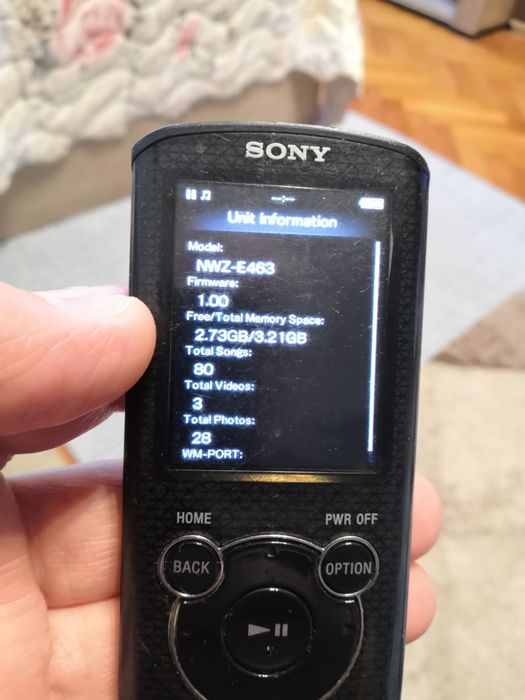 SONY
Unit Information
Model:
NWZ-E463
Firmware:
1.00
Free/Total Memory Space:
2.73GB/3.21GB
Total Songs:
80
Total Videos:
3
Total Photos:
28
WM-PORT:
HOME PWR OFF
BACK OPTION